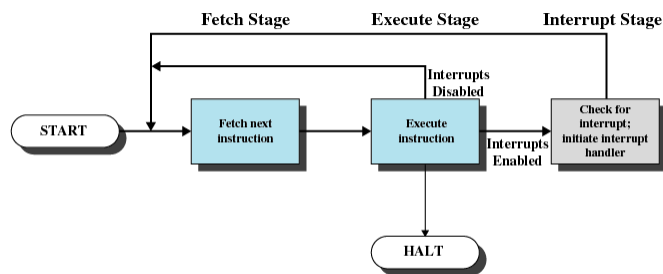 Fetch Stage
Execute Stage
Interrupt Stage
Interrupts
Disabled
START
Fetch next
instruction
Execute
instruction
Interrupts
Enabled
Check for
interrupt;
initiate interrupt
handler
HALT